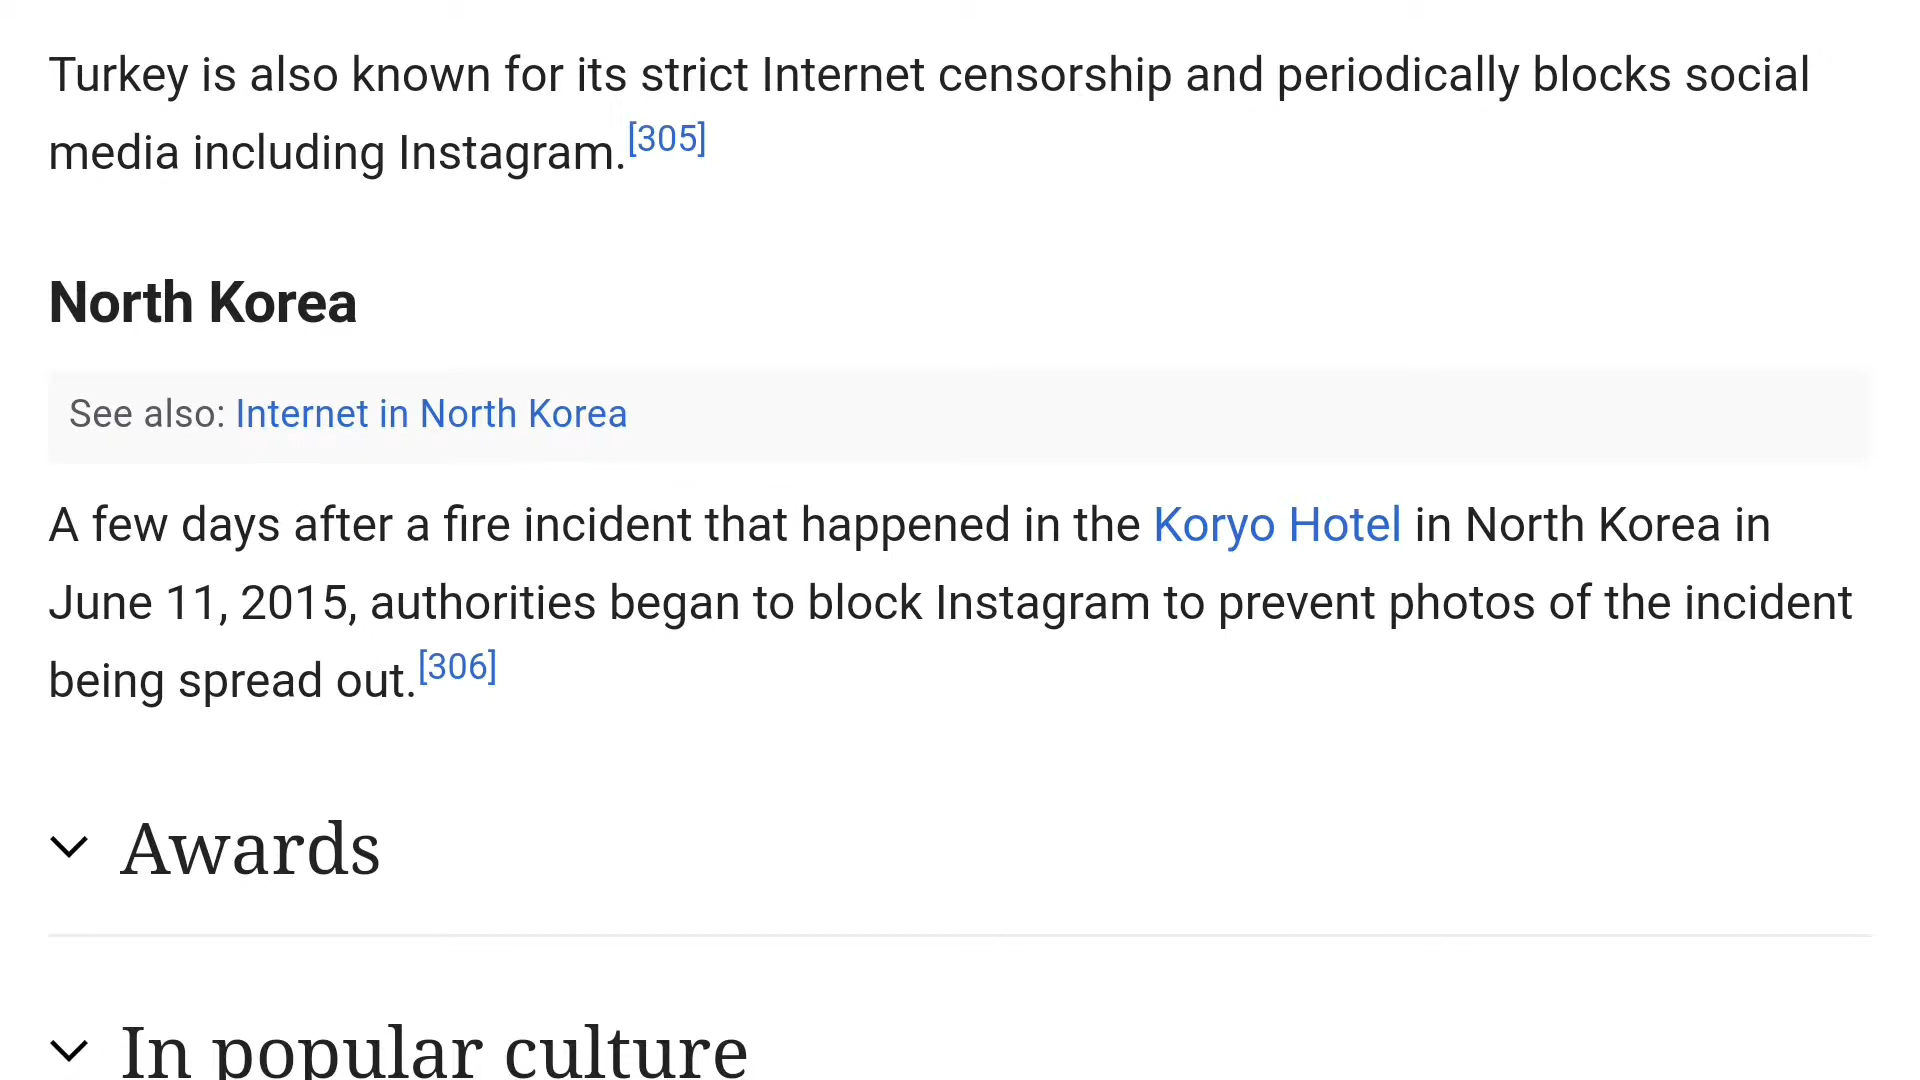 Turkey is also known for its strict Internet censorship and periodically blocks social
media including Instagram.[305]
North Korea
See also: Internet in North Korea
A few days after a fire incident that happened in the Koryo Hotel in North Korea in
June 11, 2015, authorities began to block Instagram to prevent photos of the incident
being spread out.[306]
Awards
In popular culture